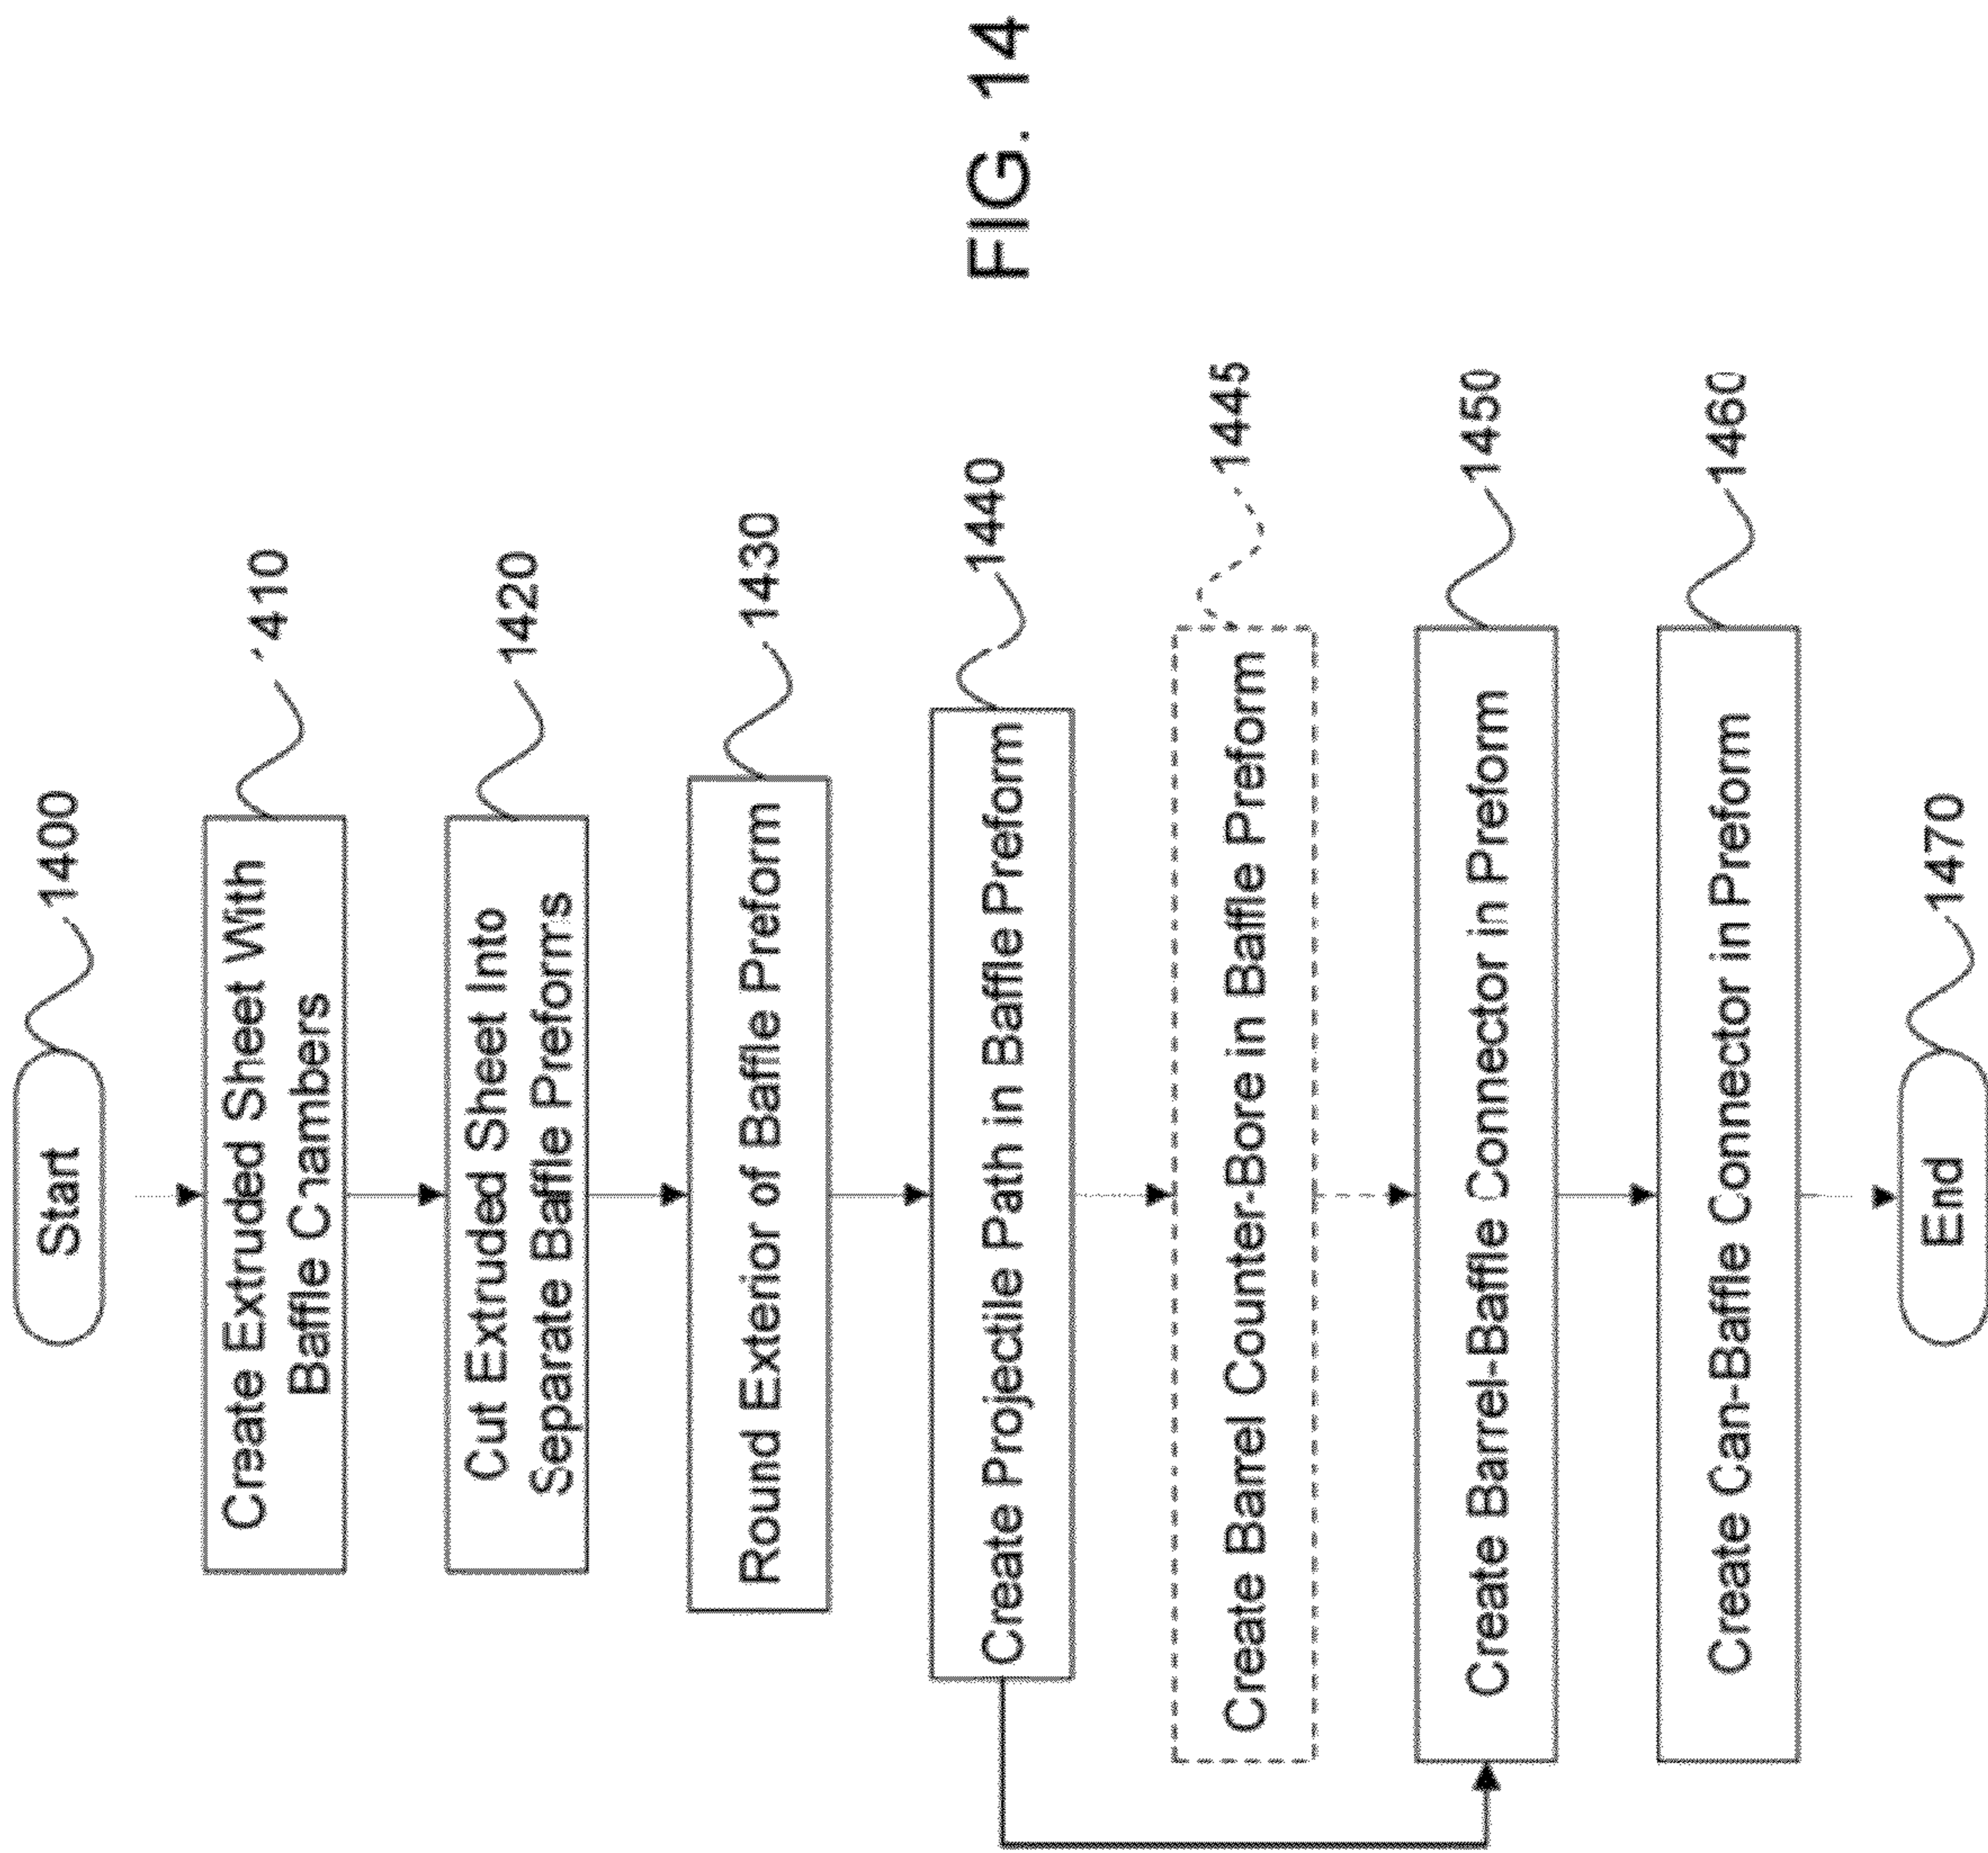 Start
1400
Create Extruded Sheet With
Baffle Chambers
1410
Cut Extruded Sheet Into
Separate Baffle Preforms
1420
Round Exterior of Baffle Preform
1430
Create Projectile Path in Baffle Preform
1440
Create Barrel Counter-Bore in Baffle Preform
1445
Create Barrel-Baffle Connector in Preform
1450
Create Can-Baffle Connector in Preform
1460
End
1470
FIG. 14